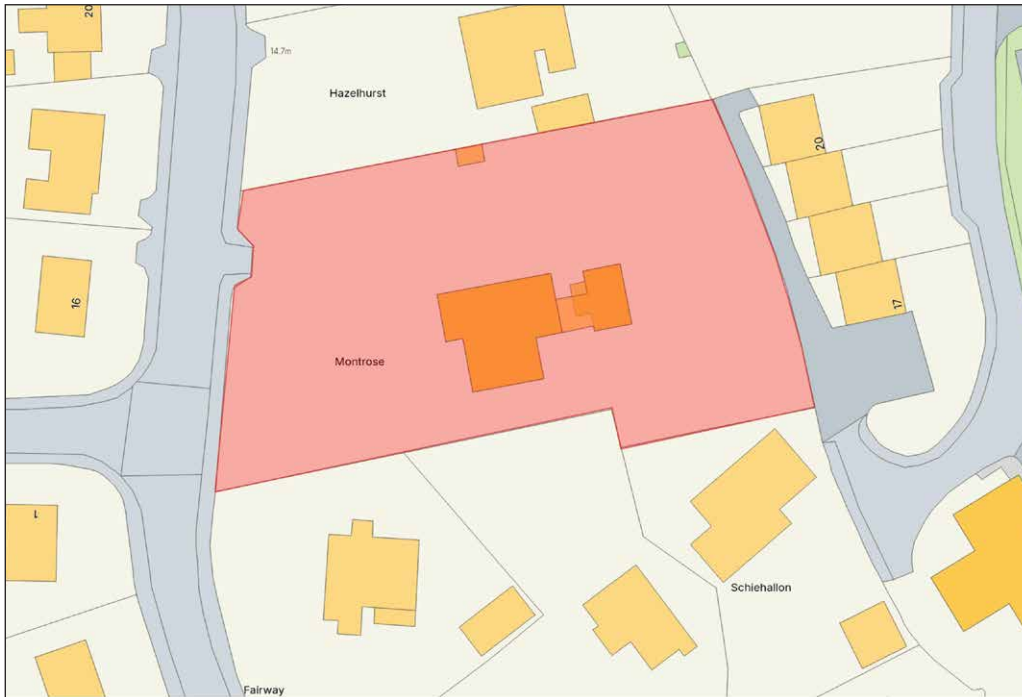 20
14.7m
Hazelhurst
20
16
17
Montrose
1
Schiehallon
Fairway